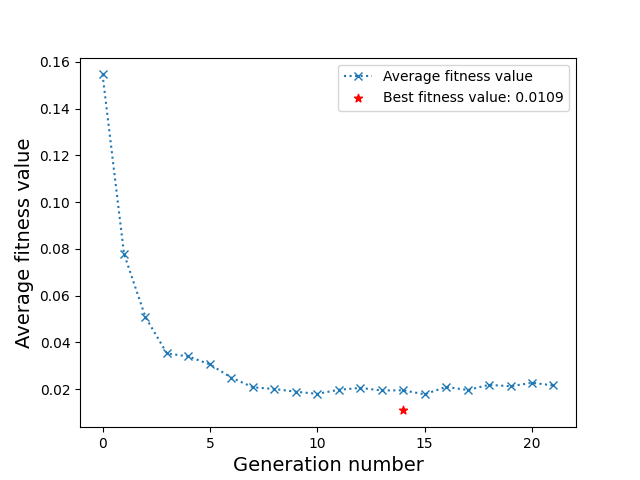 0.16
0.14
0.12
0.10
0.08
0.06
0.04
0.02
Average fitness value
Average fitness value
Best fitness value: 0.0109
0 5 10 15 20
Generation number